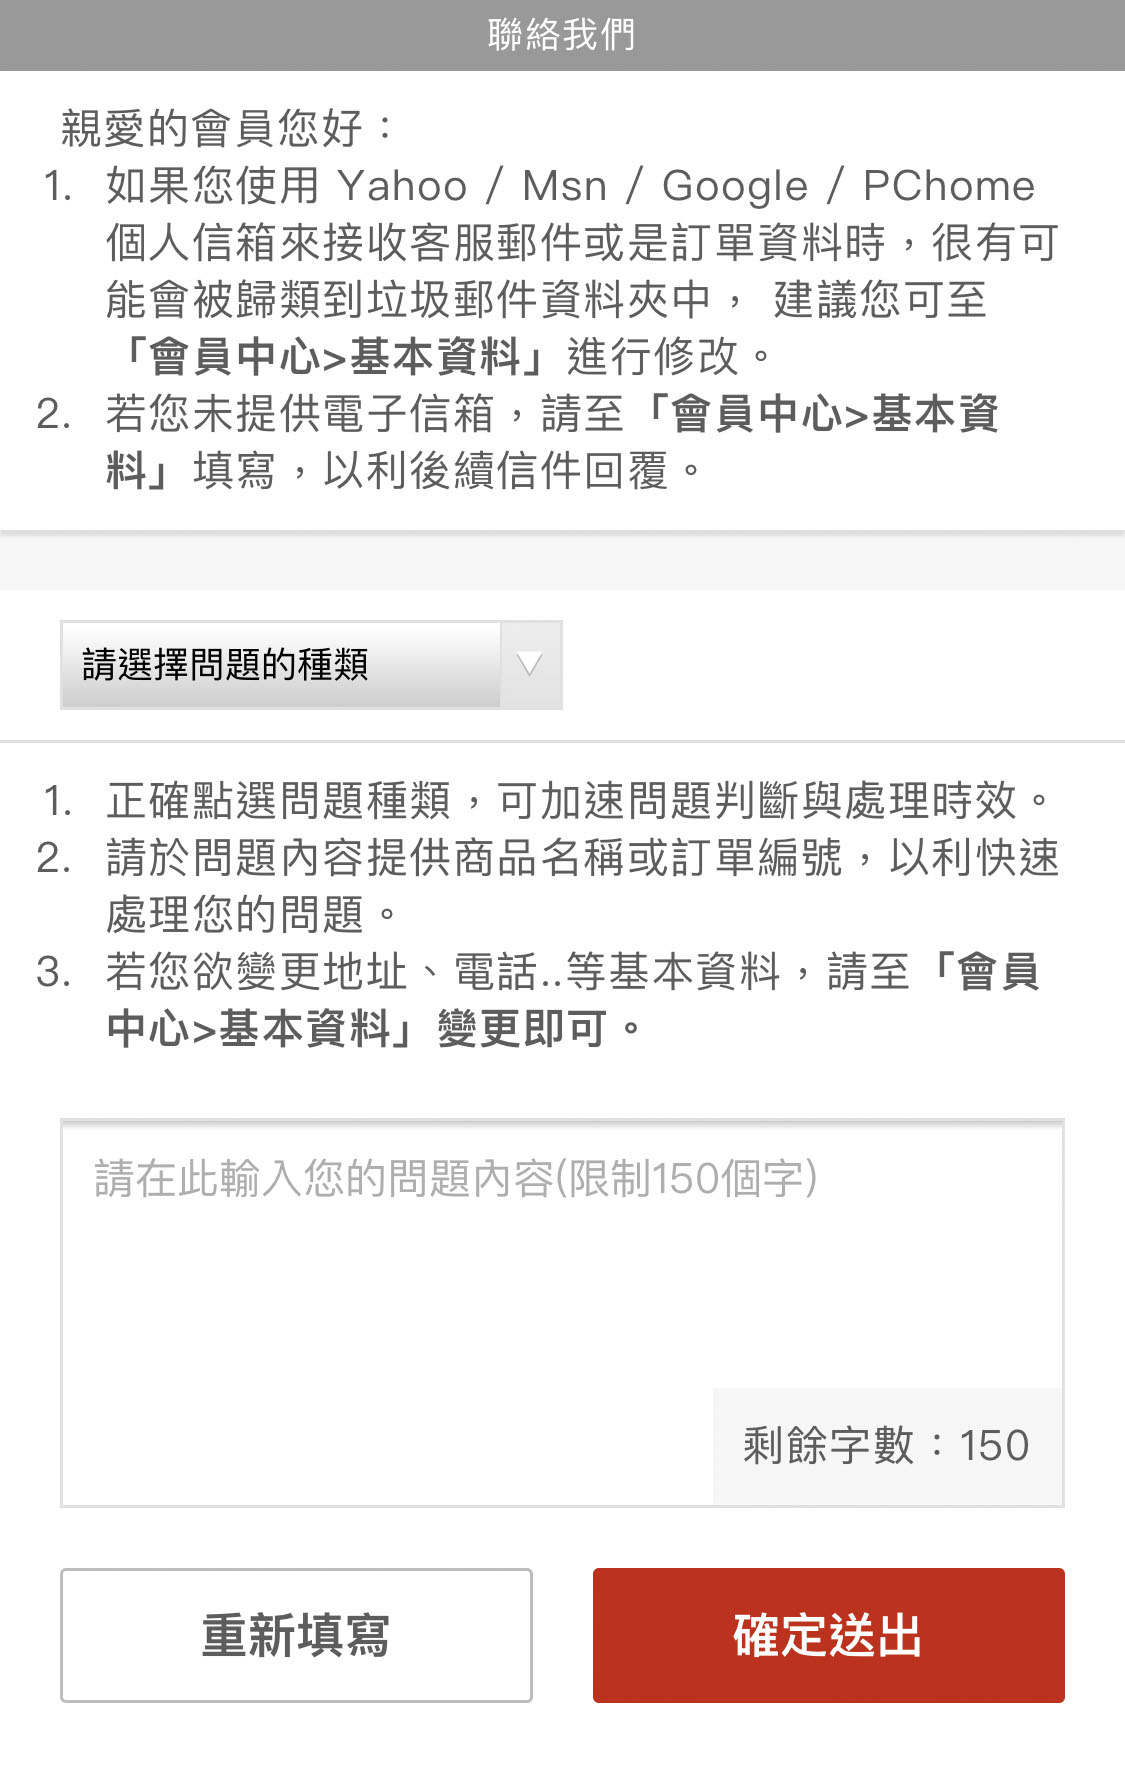 聯絡我們
親愛的會員您好：
1. 如果您使用 Yahoo / Msn / Google / PChome
個人信箱來接收客服郵件或是訂單資料時，很有可
能會被歸類到垃圾郵件資料夾中， 建議您可至
「會員中心>基本資料」進行修改。
2. 若您未提供電子信箱，請至「會員中心>基本資
料」填寫，以利後續信件回覆。
請選擇問題的種類
1. 正確點選問題種類，可加速問題判斷與處理時效。
2. 請於問題內容提供商品名稱或訂單編號，以利快速
處理您的問題。
3. 若您欲變更地址、電話..等基本資料，請至「會員
中心>基本資料」變更即可。
請在此輸入您的問題內容(限制150個字)
剩餘字數：150
重新填寫
確定送出